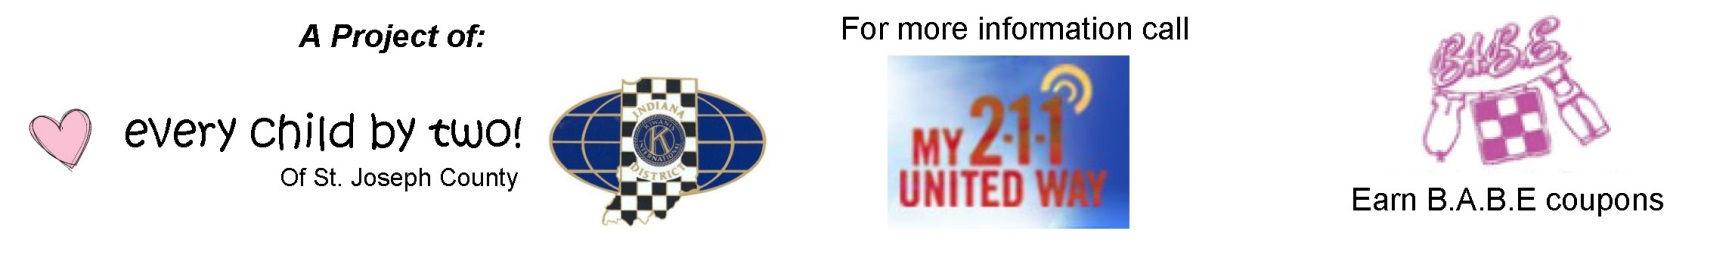 A Project of:
every child by two!
Of St. Joseph County
INDIANA
KIWANIS
K
INTERNATIONAL
DISTRICT
For more information call
MY 2-1-1
UNITED WAY
B.A.B.E.
Earn B.A.B.E coupons